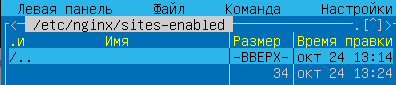 Левая панель Файл Команда Настройки
<- /etc/nginx/sites-enabled .[^]>
.и Имя Размер Время правки
/.. -ВВЕРХ- окт 24 13:14
34 окт 24 13:24